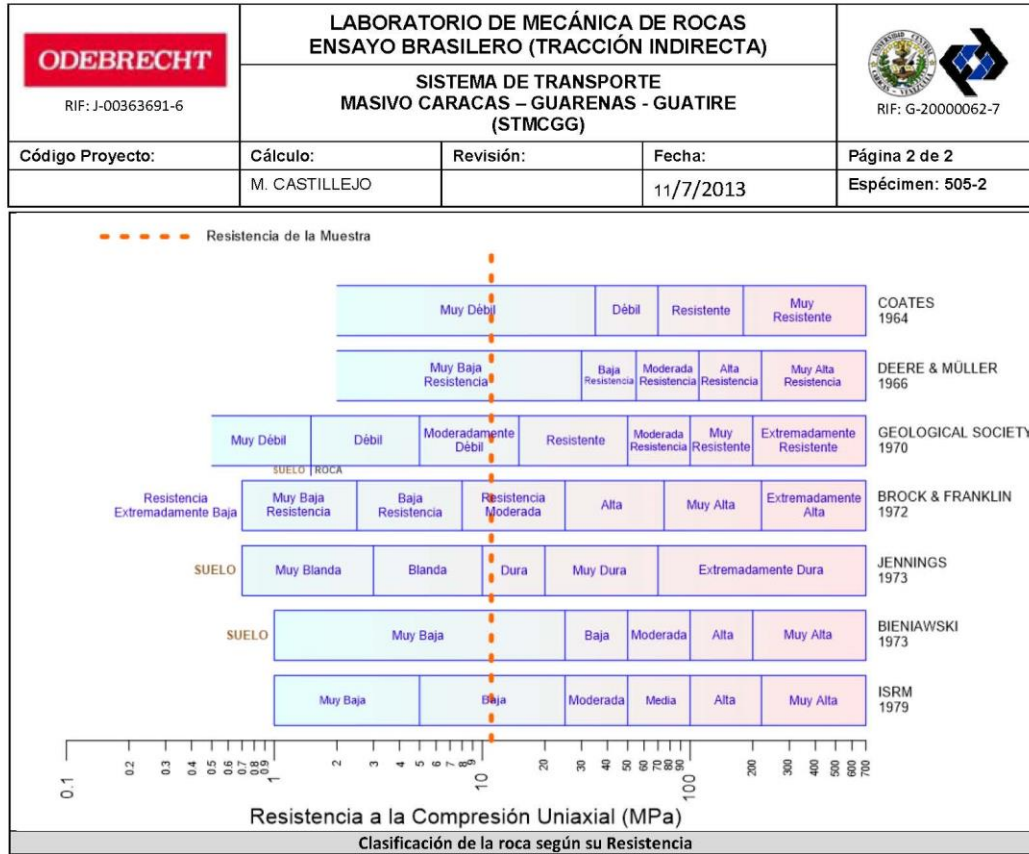 ODEBRECHT
RIF: J-00363691-6
LABORATORIO DE MECÁNICA DE ROCAS
ENSAYO BRASILERO (TRACCIÓN INDIRECTA)
SISTEMA DE TRANSPORTE
MASIVO CARACAS – GUARENAS - GUATIRE
(STMCGG)
RIF: G-20000062-7
Código Proyecto:
Cálculo:
Revisión:
Fecha:
Página 2 de 2
M. CASTILLEJO
11/7/2013
Espécimen: 505-2
Resistencia de la Muestra
Muy Débil
Débil
Resistente
Muy
Resistente
COATES
1964
Muy Baja
Resistencia
Baja
Resistencia
Moderada
Resistencia
Alta
Resistencia
Muy Alta
Resistencia
DEERE & MÜLLER
1966
Muy Débil
Débil
Moderadamente
Débil
Resistente
Moderada
Resistencia
Muy
Resistente
Extremadamente
Resistente
GEOLOGICAL SOCIETY
1970
SUELO
ROCA
Resistencia
Extremadamente Baja
Muy Baja
Resistencia
Baja
Resistencia
Resistencia
Moderada
Alta
Muy Alta
Extremadamente
Alta
BROCK & FRANKLIN
1972
SUELO
Muy Blanda
Blanda
Dura
Muy Dura
Extremadamente Dura
JENNINGS
1973
SUELO
Muy Baja
Baja
Moderada
Alta
Muy Alta
BIENIAWSKI
1973
Muy Baja
Baja
Moderada
Media
Alta
Muy Alta
ISRM
1979
0.1 0.2 0.3 0.4 0.5 0.6 0.7 0.8 0.9 1 2 3 4 5 6 7 8 9 10 20 30 40 50 60 70 80 90 100 200 300 400 500 600 700
Resistencia a la Compresión Uniaxial (MPa)
Clasificación de la roca según su Resistencia